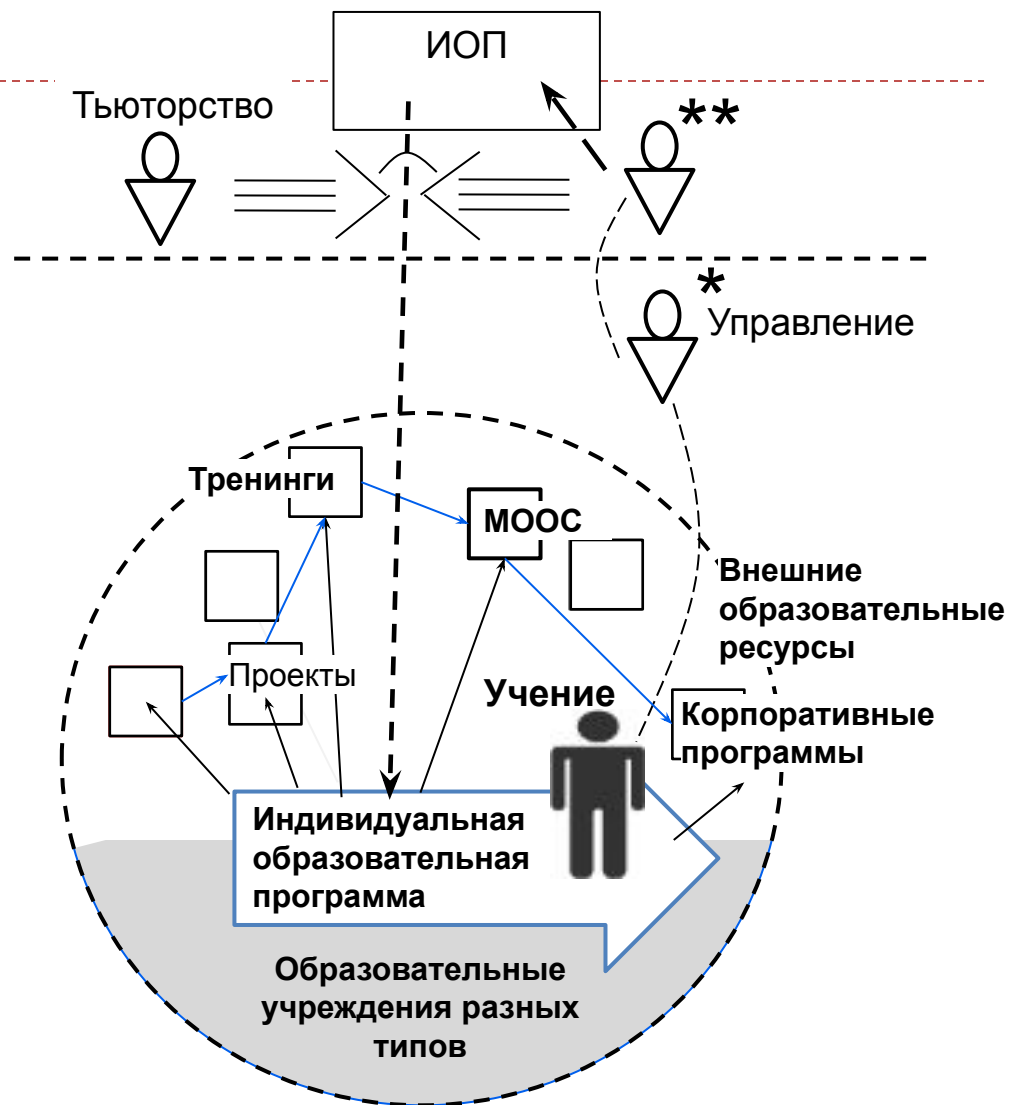 ИОП
Тьюторство
**
*
Управление
Тренинги
МООС
Внешние
образовательные
ресурсы
Проекты
Учение
Корпоративные
программы
Индивидуальная
образовательная
программа
Образовательные
учреждения разных
типов